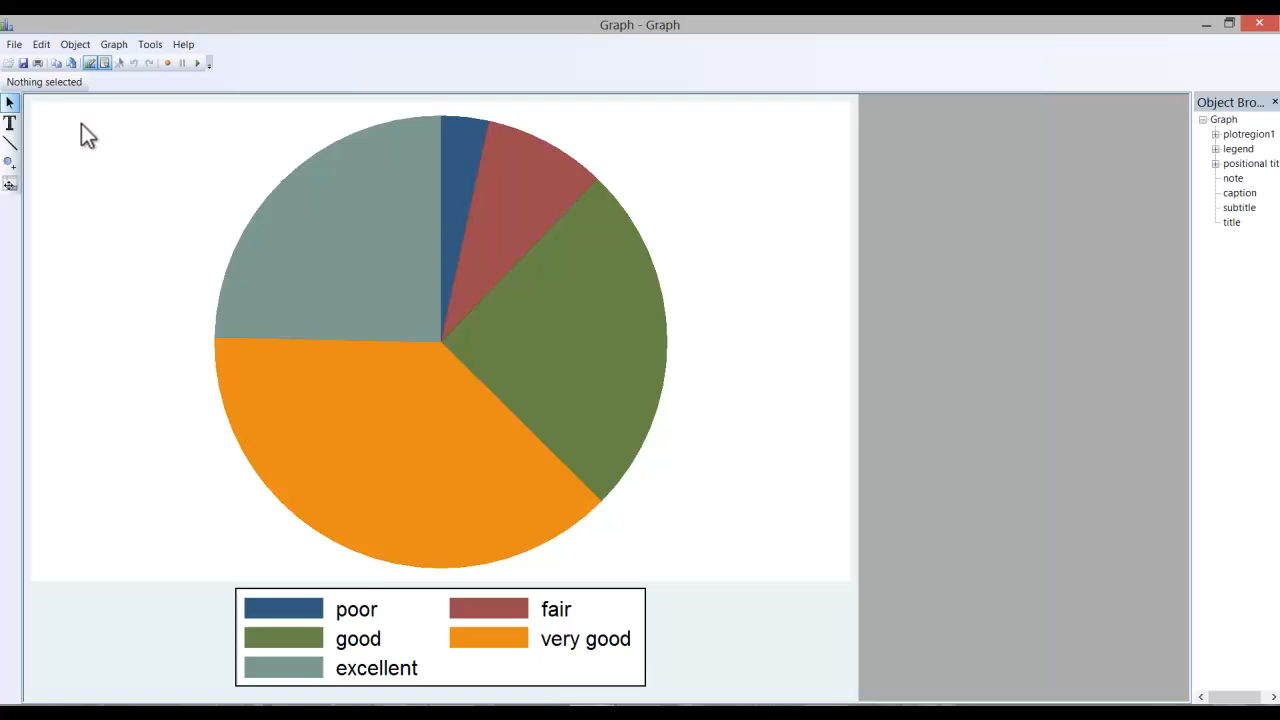 Graph - Graph
File Edit Object Graph Tools Help
Nothing selected
T
Object Bro...
Graph
plotregion1
legend
positional tit
note
caption
subtitle
title
poor fair
good very good
excellent